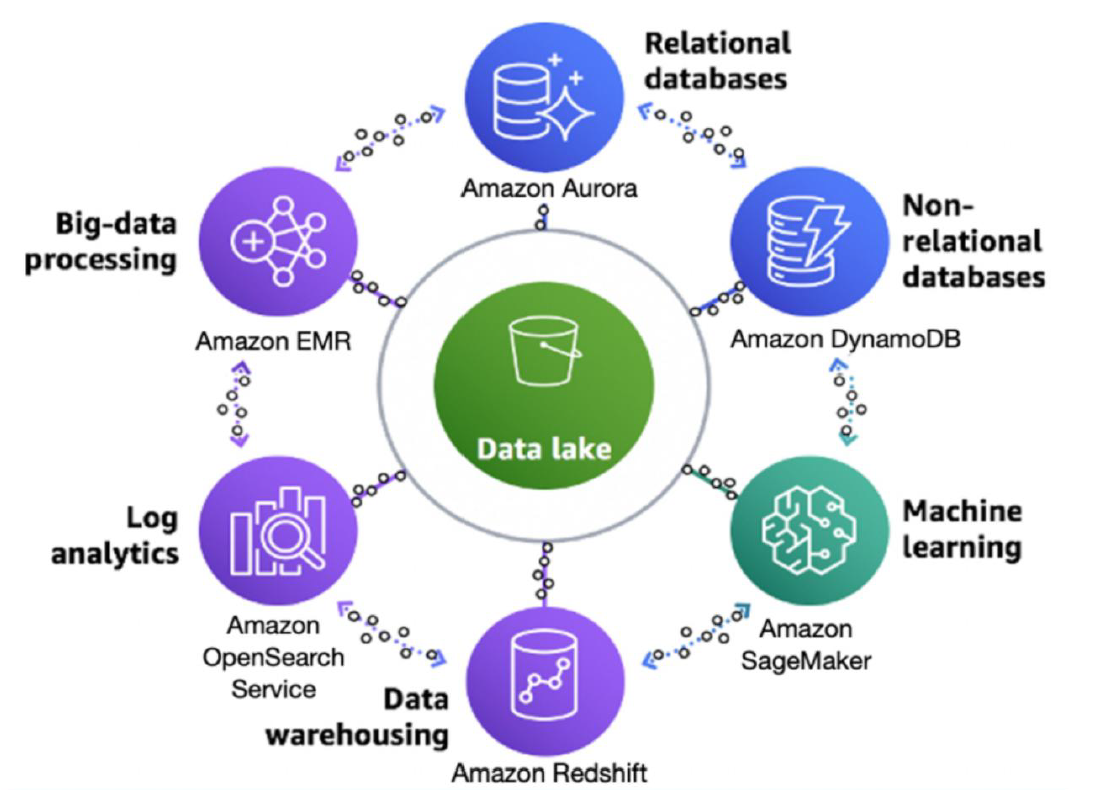 Relational
databases
Amazon Aurora
Non-
relational
databases
Amazon DynamoDB
Machine
learning
Amazon
SageMaker
Data
warehousing
Amazon Redshift
Log
analytics
Amazon
OpenSearch
Service
Big-data
processing
Amazon EMR
Data lake